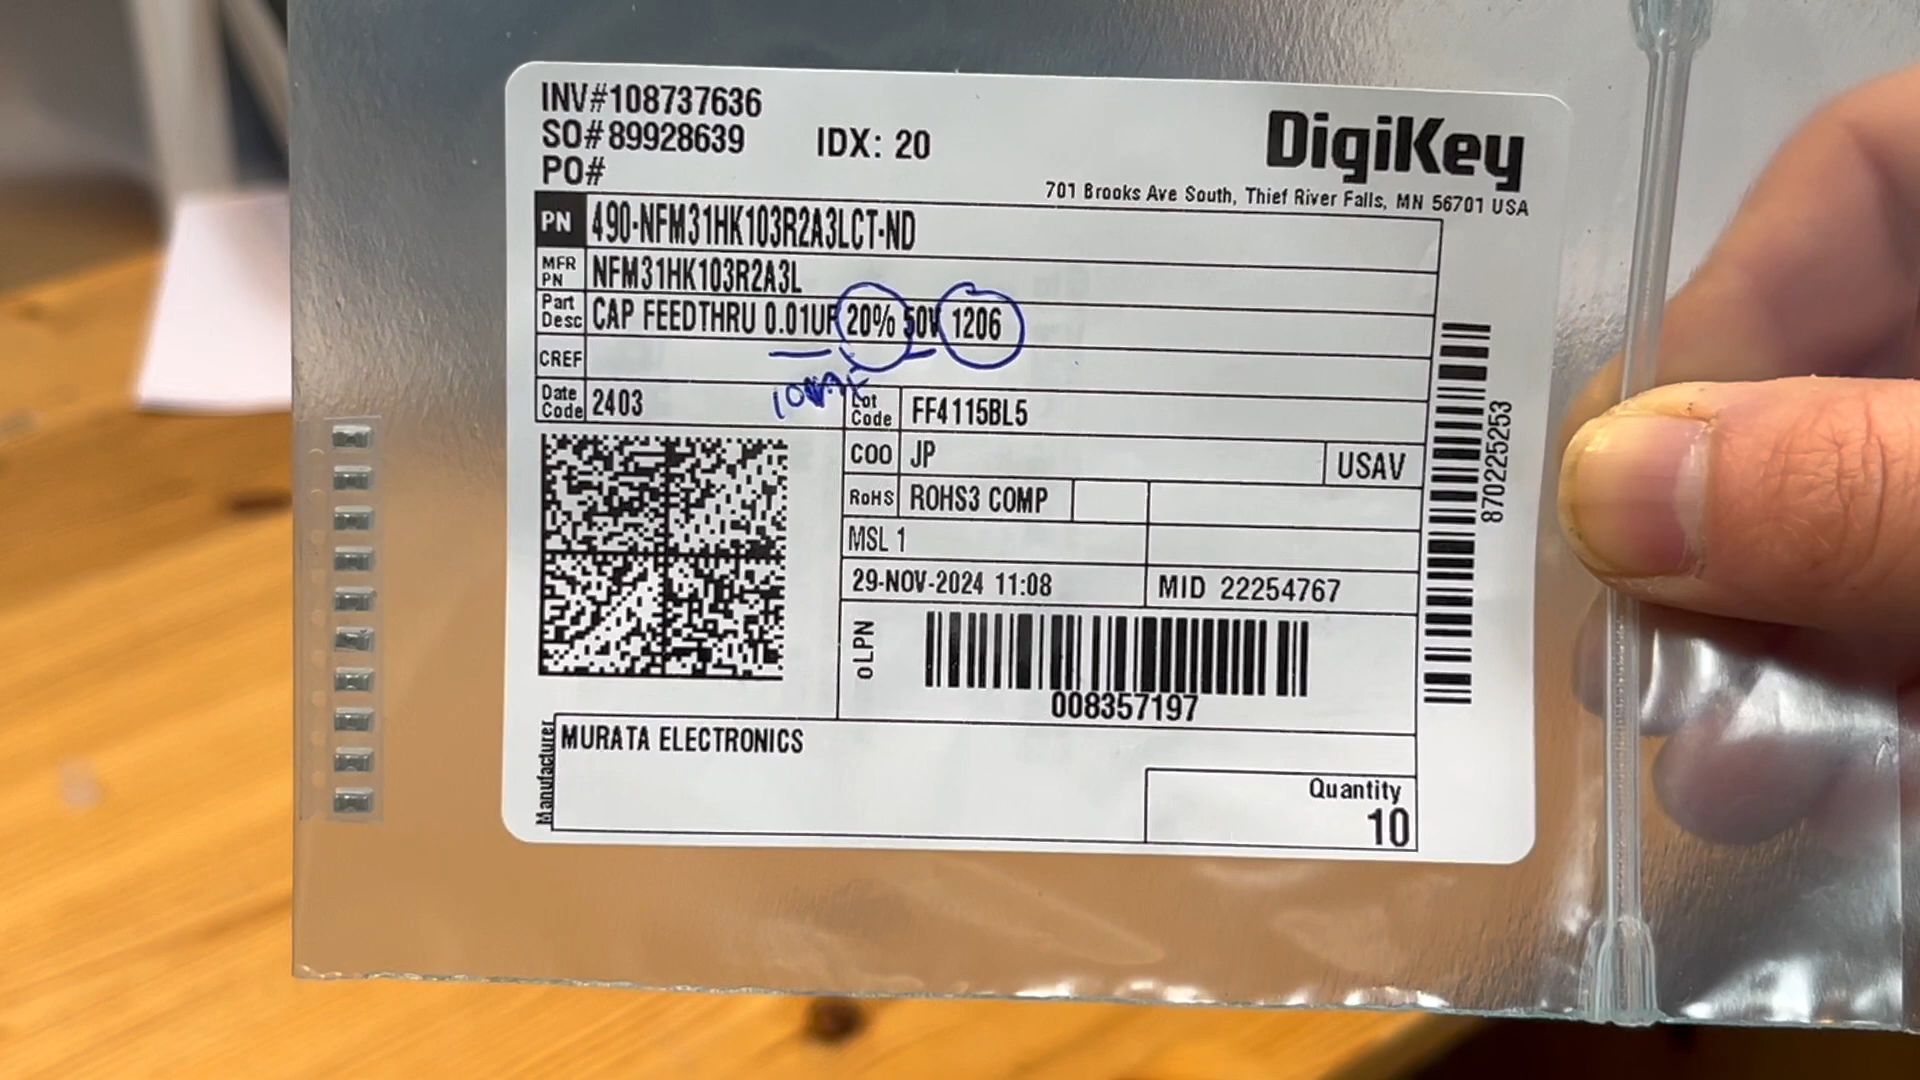 INV#108737636
SO#89928639 IDX: 20
PO#
DigiKey
701 Brooks Ave South, Thief River Falls, MN 56701 USA
PN 490-NFM31HK103R2A3LCT-ND
MFR PN NFM31HK103R2A3L
Part Desc CAP FEEDTHRU 0.01UF 20% 50V 1206
CREF
Date Code 2403
Lot Code FF4115BL5
COO JP USAV
RoHS ROHS3 COMP
MSL 1
29-NOV-2024 11:08 MID 22254767
oLPN
008357197
870225253
Manufacturer MURATA ELECTRONICS
Quantity
10